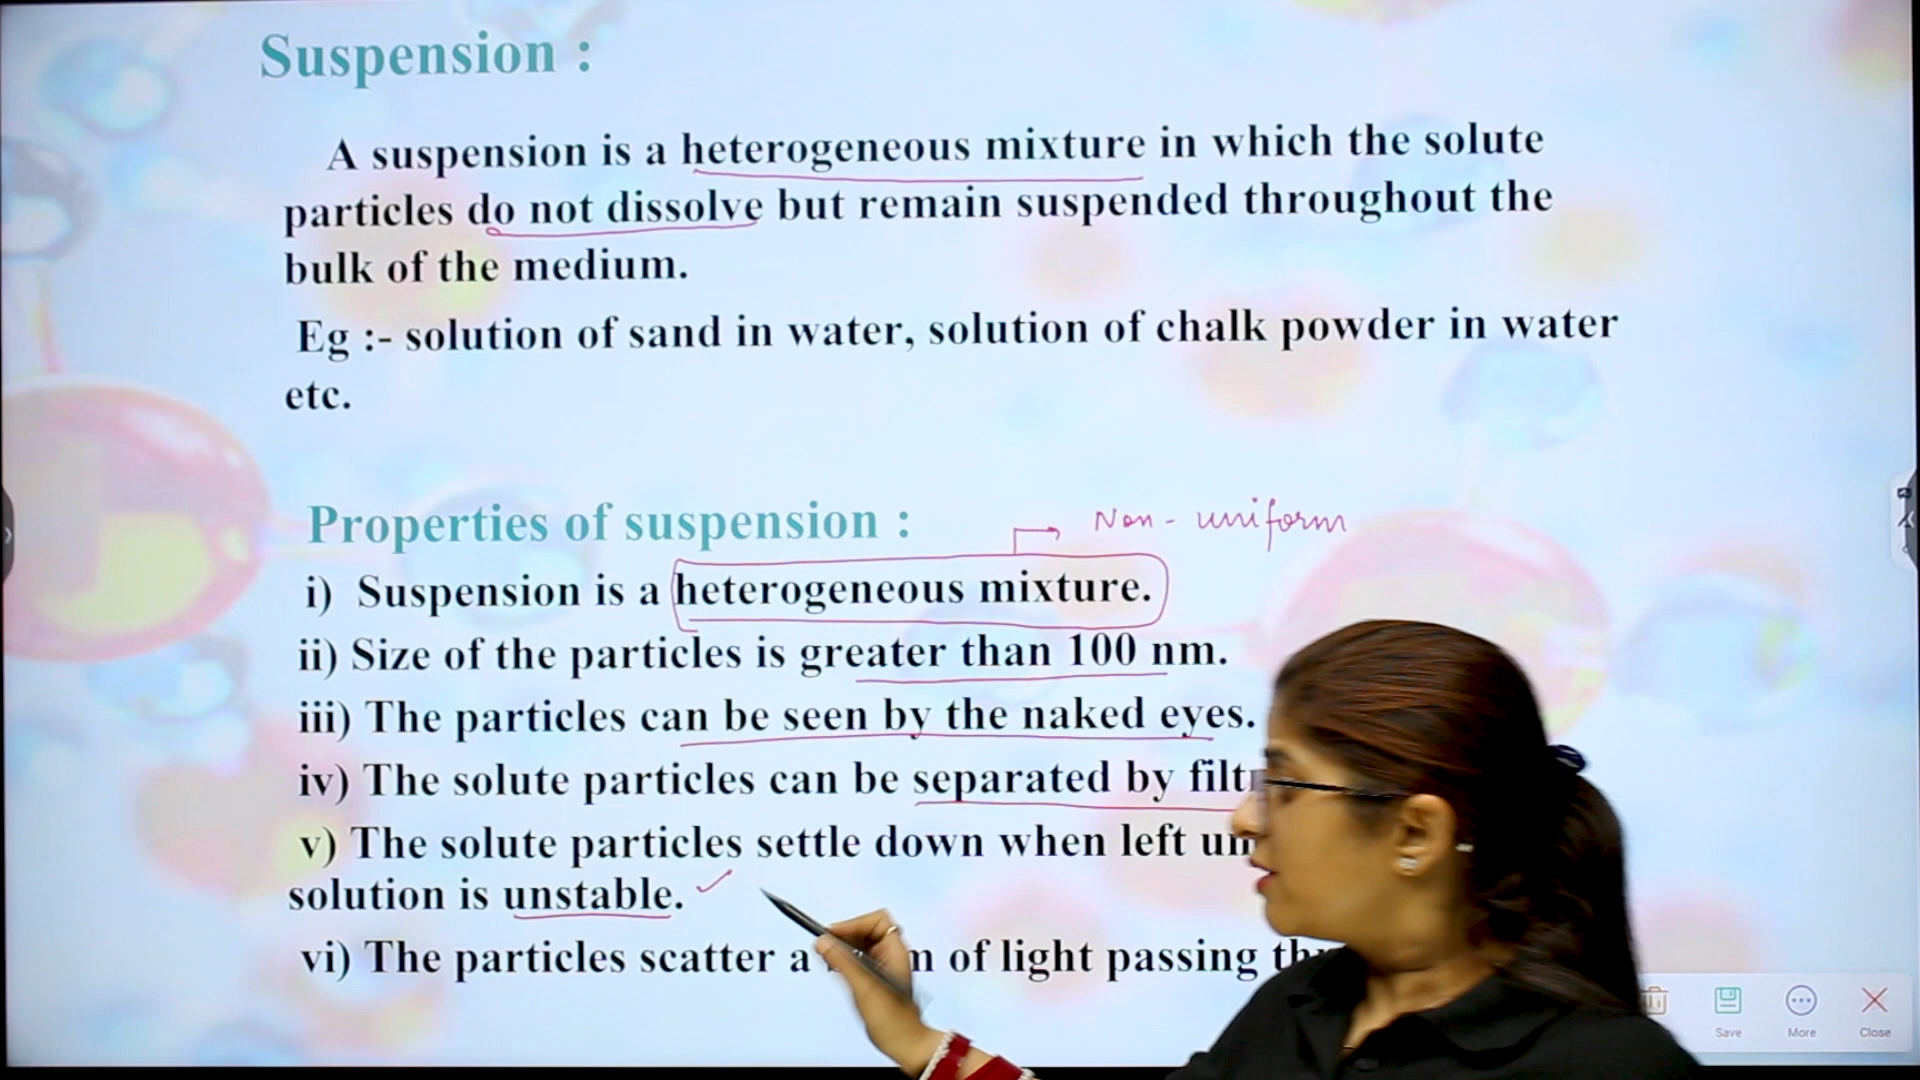 Suspension :
A suspension is a heterogeneous mixture in which the solute
particles do not dissolve but remain suspended throughout the
bulk of the medium.
Eg :- solution of sand in water, solution of chalk powder in water
etc.
Properties of suspension :
Non - uniform
i) Suspension is a heterogeneous mixture.
ii) Size of the particles is greater than 100 nm.
iii) The particles can be seen by the naked eyes.
iv) The solute particles can be separated by
v) The solute particles settle down when left
solution is unstable.
vi) The particles scatter a of light passing
Save
More
Close